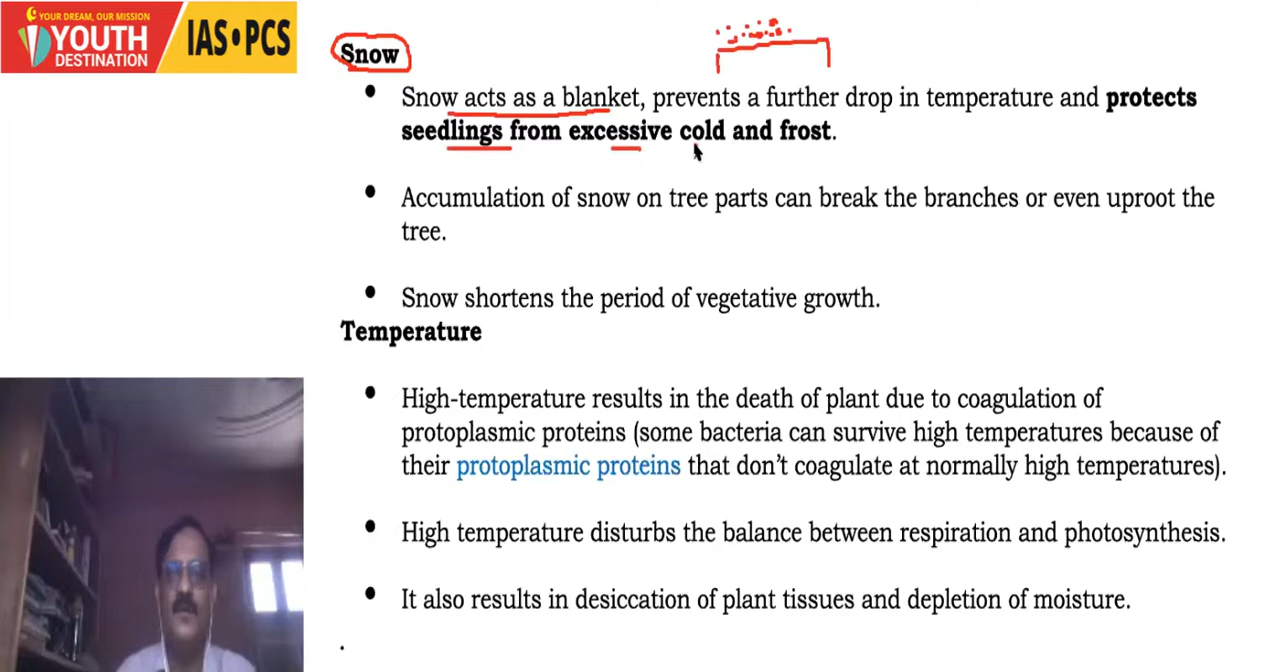 YOUR DREAM, OUR MISSION
YOUTH
DESTINATION
IAS•PCS
Snow
• Snow acts as a blanket, prevents a further drop in temperature and protects
seedlings from excessive cold and frost.
• Accumulation of snow on tree parts can break the branches or even uproot the
tree.
• Snow shortens the period of vegetative growth.
Temperature
• High-temperature results in the death of plant due to coagulation of
protoplasmic proteins (some bacteria can survive high temperatures because of
their protoplasmic proteins that don’t coagulate at normally high temperatures).
• High temperature disturbs the balance between respiration and photosynthesis.
• It also results in desiccation of plant tissues and depletion of moisture.
.